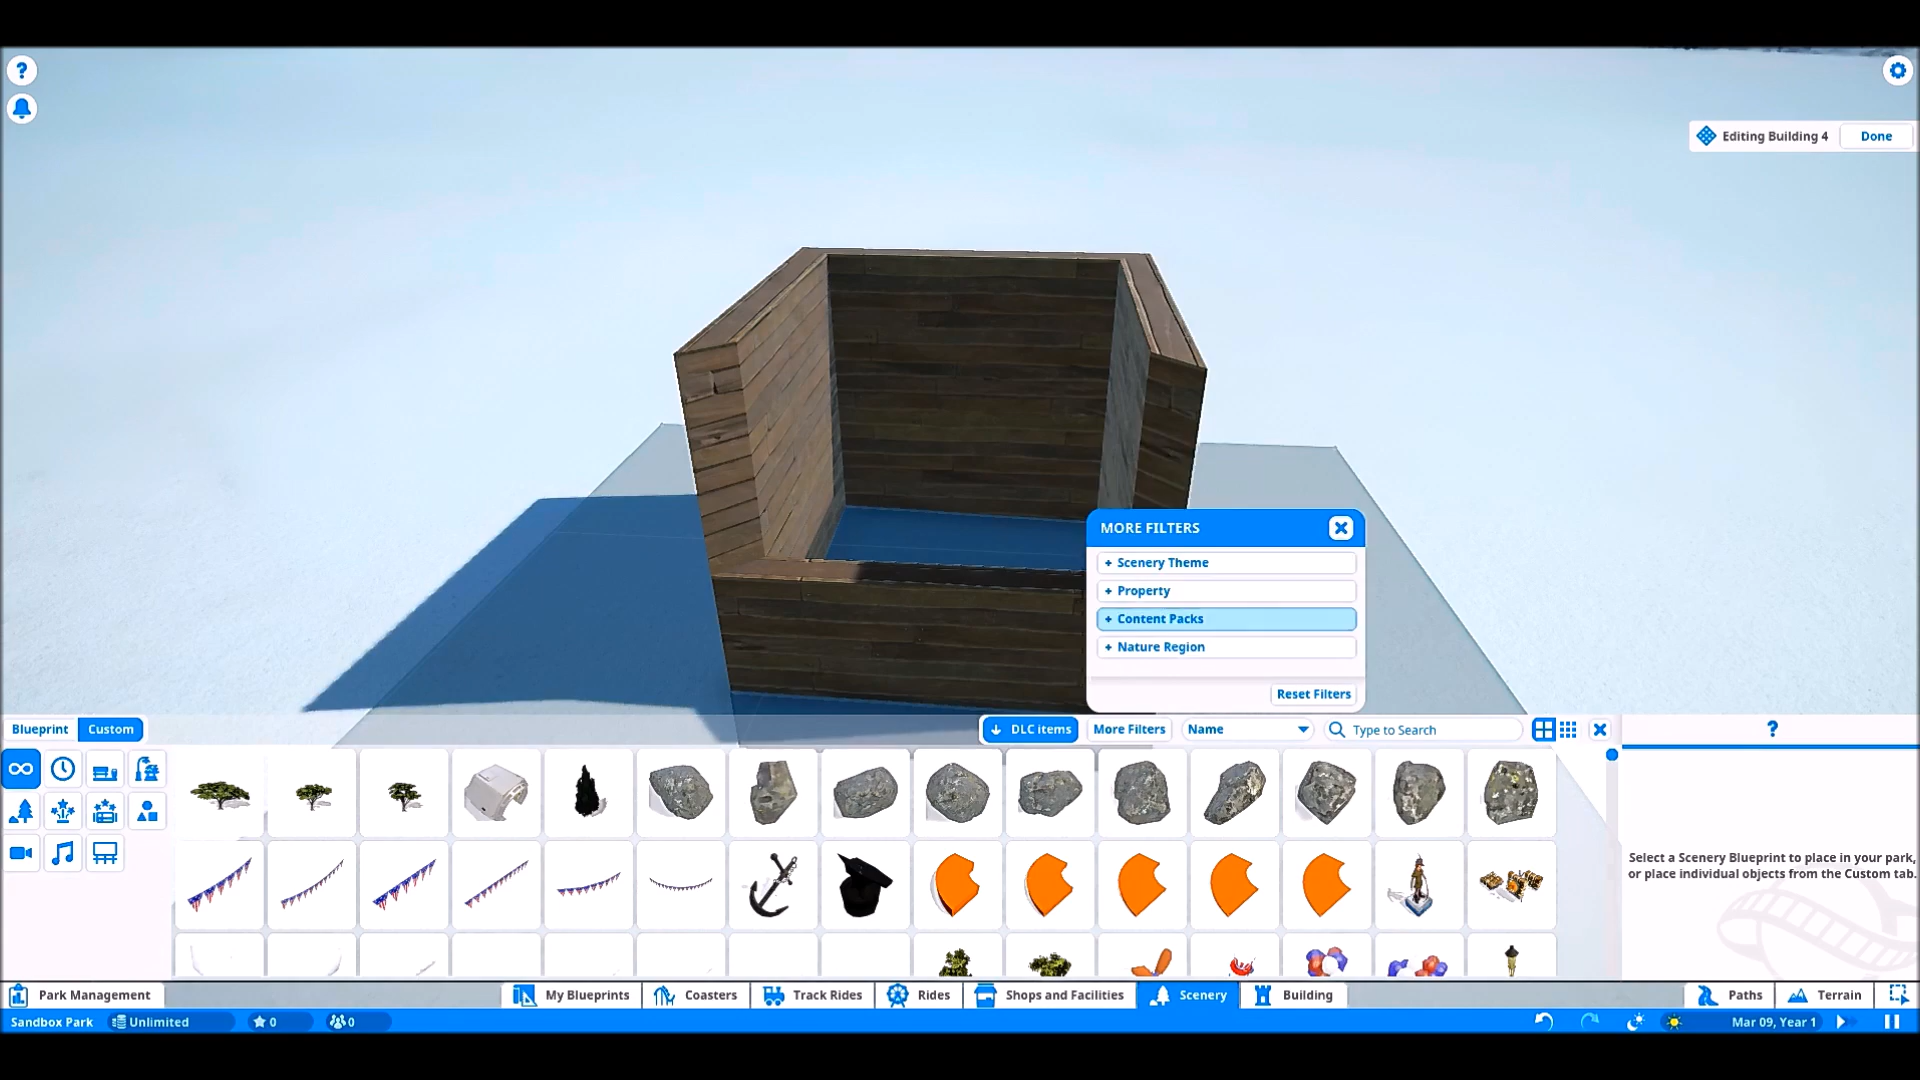 ?
Editing Building 4
Done
MORE FILTERS
+ Scenery Theme
+ Property
+ Content Packs
+ Nature Region
Reset Filters
Blueprint
Custom
DLC items
More Filters
Name
Type to Search
?
Select a Scenery Blueprint to place in your park,
or place individual objects from the Custom tab.
Park Management
My Blueprints
Coasters
Track Rides
Rides
Shops and Facilities
Scenery
Building
Paths
Terrain
Sandbox Park
Unlimited
0
0
Mar 09, Year 1